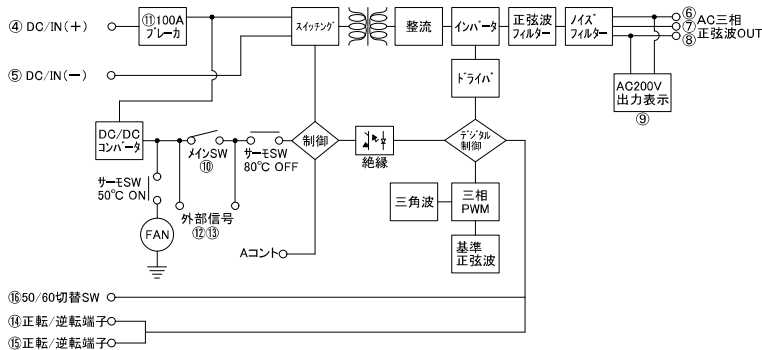 ④ DC/IN(＋)
⑪100A
ﾌﾞﾚｰｶ
ｽｲｯﾁﾝｸﾞ
整流
ｲﾝﾊﾞｰﾀ
正弦波
フィルター
ﾉｲｽﾞ
フィルター
⑥
⑦
⑧
AC三相
正弦波OUT
⑤ DC/IN(－)
ﾄﾞﾗｲﾊﾞ
AC200V
出力表示
⑨
DC/DC
ｺﾝﾊﾞｰﾀ
ﾒｲﾝSW
⑩
ｻｰﾓSW
80℃ OFF
制御
絶縁
ﾃﾞｼﾞﾀﾙ
制御
ｻｰﾓSW
50℃ ON
外部信号
⑫⑬
三角波
三相
PWM
FAN
Aｺﾝﾄ
基準
正弦波
⑯50/60切替SW
⑭正転/逆転端子
⑮正転/逆転端子